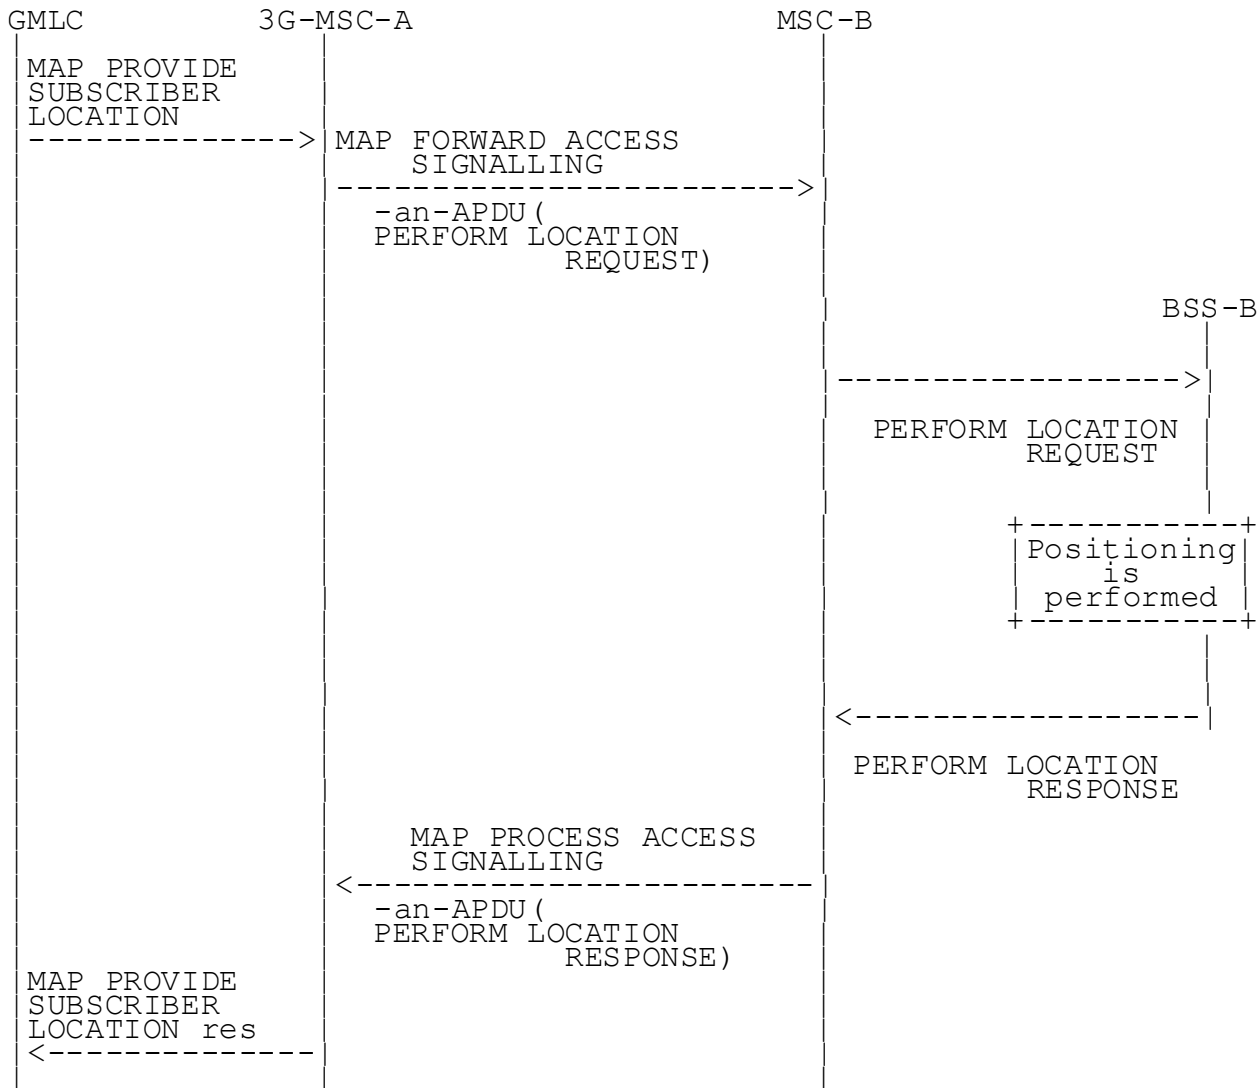 GMLC 3G-MSC-A MSC-B
MAP PROVIDE
SUBSCRIBER
LOCATION
MAP FORWARD ACCESS
SIGNALLING
-an-APDU(
PERFORM LOCATION
REQUEST)
BSS-B
PERFORM LOCATION
REQUEST
Positioning
is
performed
PERFORM LOCATION
RESPONSE
MAP PROCESS ACCESS
SIGNALLING
-an-APDU(
PERFORM LOCATION
RESPONSE)
MAP PROVIDE
SUBSCRIBER
LOCATION res